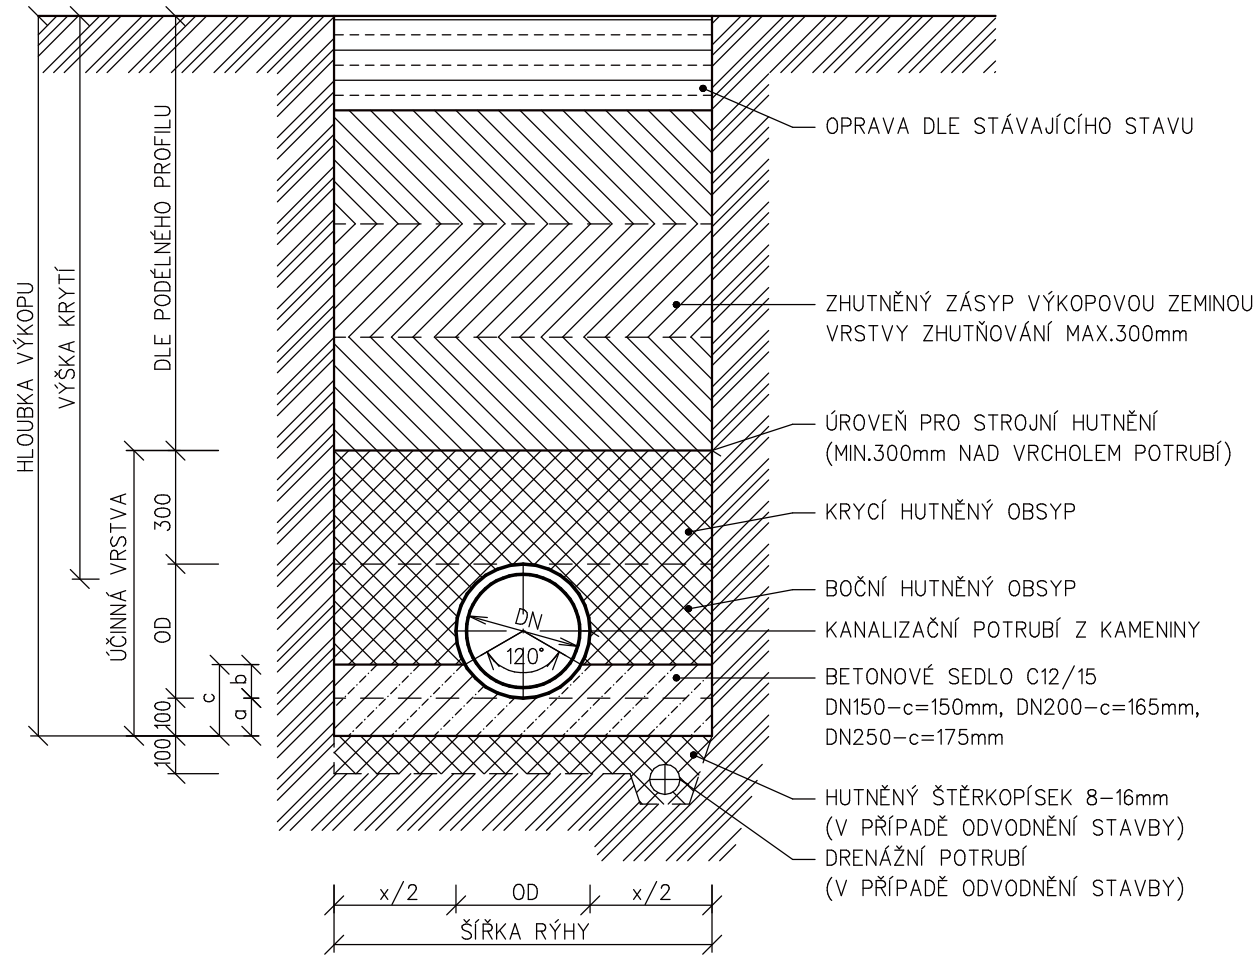 OPRAVA DLE STÁVAJÍCÍHO STAVU
ZHUTNĚNÝ ZÁSYP VÝKOPOVOU ZEMINOU
VRSTVY ZHUTŇOVÁNÍ MAX.300mm
ÚROVEŇ PRO STROJNÍ HUTNĚNÍ
(MIN.300mm NAD VRCHOLEM POTRUBÍ)
KRYCÍ HUTNĚNÝ OBSYP
BOČNÍ HUTNĚNÝ OBSYP
KANALIZAČNÍ POTRUBÍ Z KAMENINY
BETONOVÉ SEDLO C12/15
DN150-c=150mm, DN200-c=165mm,
DN250-c=175mm
HUTNĚNÝ ŠTĚRKOPÍSEK 8-16mm
(V PŘÍPADĚ ODVODNĚNÍ STAVBY)
DRENÁŽNÍ POTRUBÍ
(V PŘÍPADĚ ODVODNĚNÍ STAVBY)
HLOUBKA VÝKOPU
VÝŠKA KRYTÍ
ÚČINNÁ VRSTVA
DLE PODÉLNÉHO PROFILU
300
OD
100
100
c
b
a
DN
120°
x/2
OD
x/2
ŠÍŘKA RÝHY